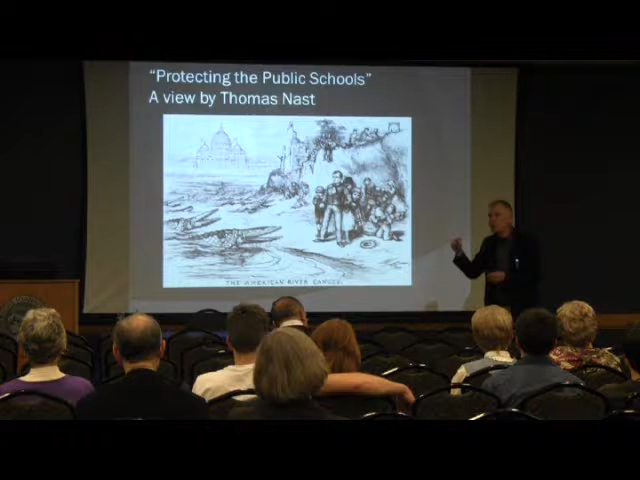 “Protecting the Public Schools”
A view by Thomas Nast
THE AMERICAN RIVER GANGES.